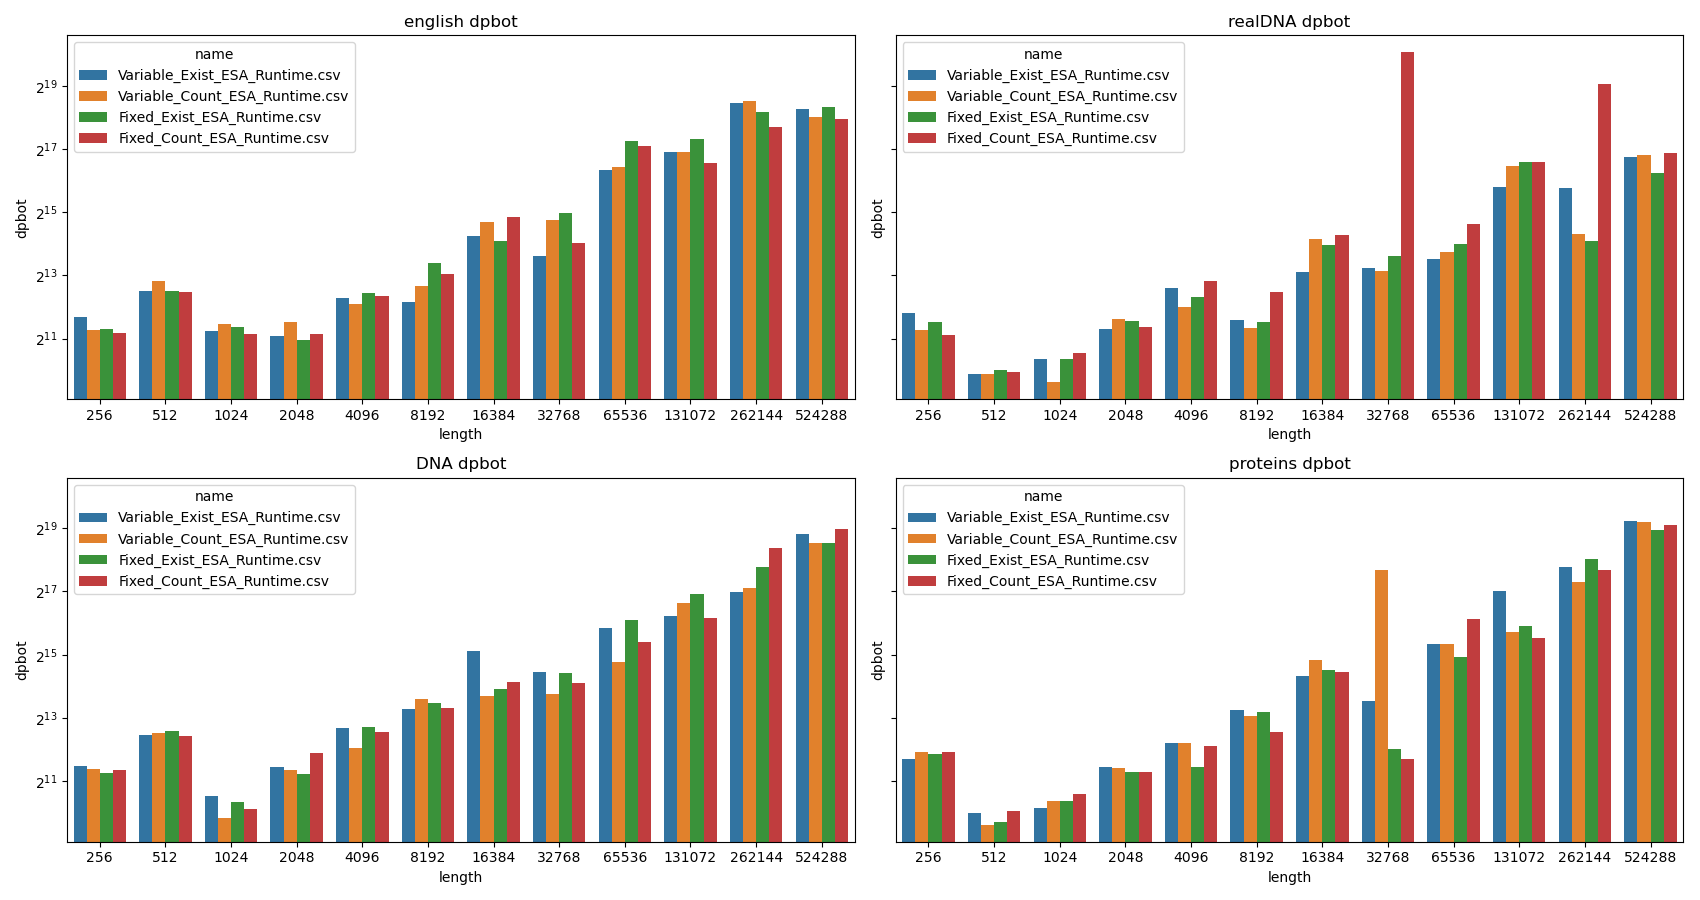 english dpbot
name
Variable_Exist_ESA_Runtime.csv
Variable_Count_ESA_Runtime.csv
Fixed_Exist_ESA_Runtime.csv
Fixed_Count_ESA_Runtime.csv
2^19
2^17
2^15
2^13
2^11
dpbot
256 512 1024 2048 4096 8192 16384 32768 65536 131072 262144 524288
length
realDNA dpbot
name
Variable_Exist_ESA_Runtime.csv
Variable_Count_ESA_Runtime.csv
Fixed_Exist_ESA_Runtime.csv
Fixed_Count_ESA_Runtime.csv
dpbot
256 512 1024 2048 4096 8192 16384 32768 65536 131072 262144 524288
length
DNA dpbot
name
Variable_Exist_ESA_Runtime.csv
Variable_Count_ESA_Runtime.csv
Fixed_Exist_ESA_Runtime.csv
Fixed_Count_ESA_Runtime.csv
2^19
2^17
2^15
2^13
2^11
dpbot
256 512 1024 2048 4096 8192 16384 32768 65536 131072 262144 524288
length
proteins dpbot
name
Variable_Exist_ESA_Runtime.csv
Variable_Count_ESA_Runtime.csv
Fixed_Exist_ESA_Runtime.csv
Fixed_Count_ESA_Runtime.csv
dpbot
256 512 1024 2048 4096 8192 16384 32768 65536 131072 262144 524288
length